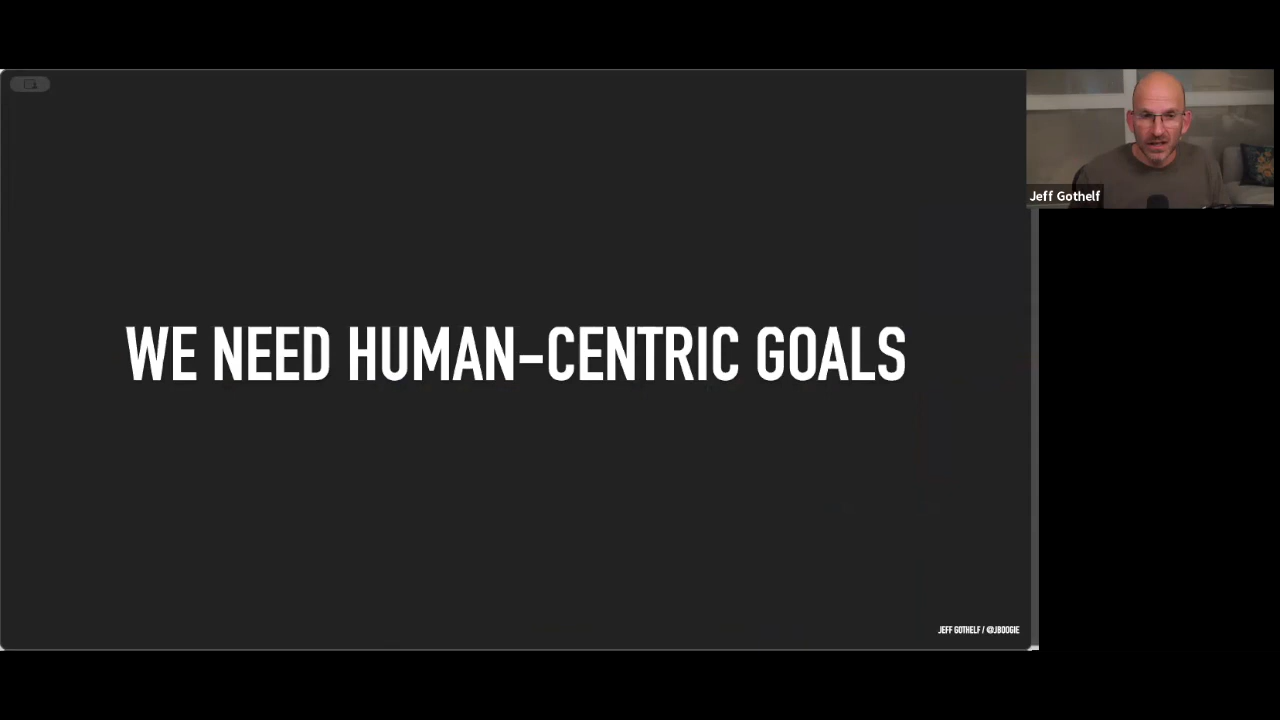 WE NEED HUMAN-CENTRIC GOALS
Jeff Gothelf
JEFF GOTHELF / @JBOOGIE